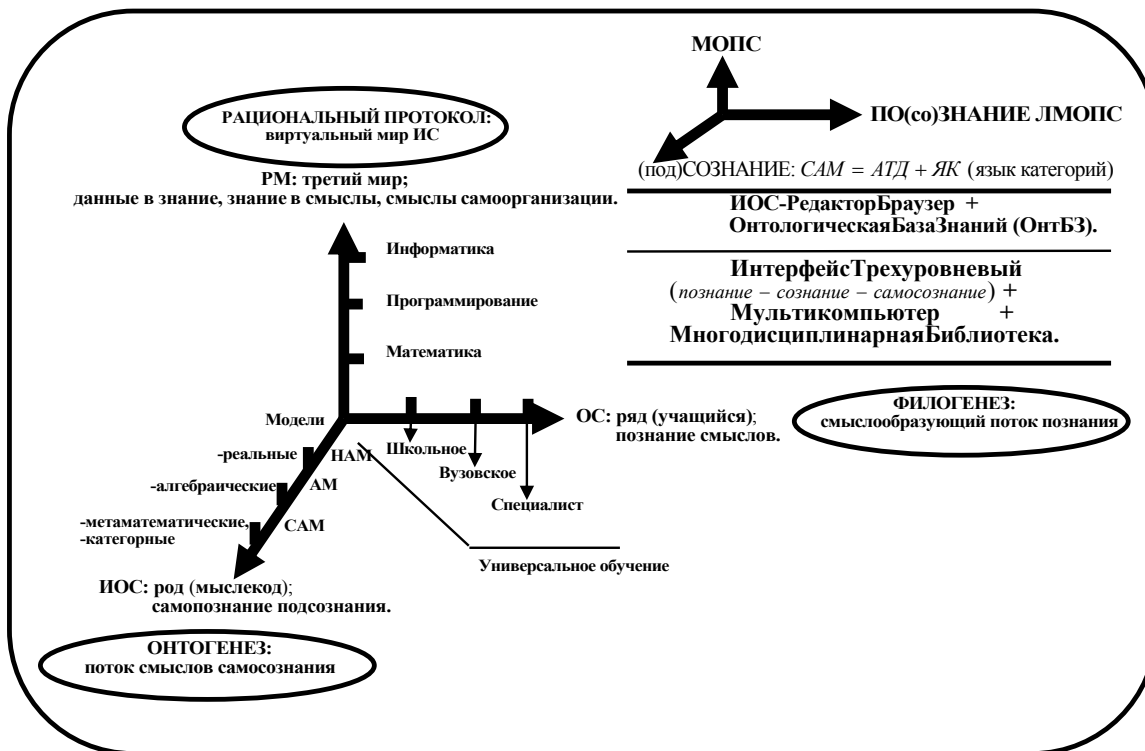 МОПС
ПО(со)ЗНАНИЕ ЛМОПС
(под)СОЗНАНИЕ: САМ = АТД + ЯК (язык категорий)
ИОС-РедакторБраузер +
ОнтологическаяБазаЗнаний (ОнтБЗ).
ИнтерфейсТрехуровневый
(познание – сознание – самосознание) +
Мультикомпьютер +
МногодисциплинарнаяБиблиотека.
РАЦИОНАЛЬНЫЙ ПРОТОКОЛ:
виртуальный мир ИС
РМ: третий мир;
данные в знание, знание в смыслы, смыслы самоорганизации.
Информатика
Программирование
Математика
Модели
ОС: ряд (учащийся);
познание смыслов.
ФИЛОГЕНЕЗ:
смыслообразующий поток познания
Школьное
Вузовское
Специалист
-реальные НАМ
-алгебраические АМ
-метаматематические, САМ
-категорные
Универсальное обучение
ИОС: род (мыслекод);
самопознание подсознания.
ОНТОГЕНЕЗ:
поток смыслов самосознания